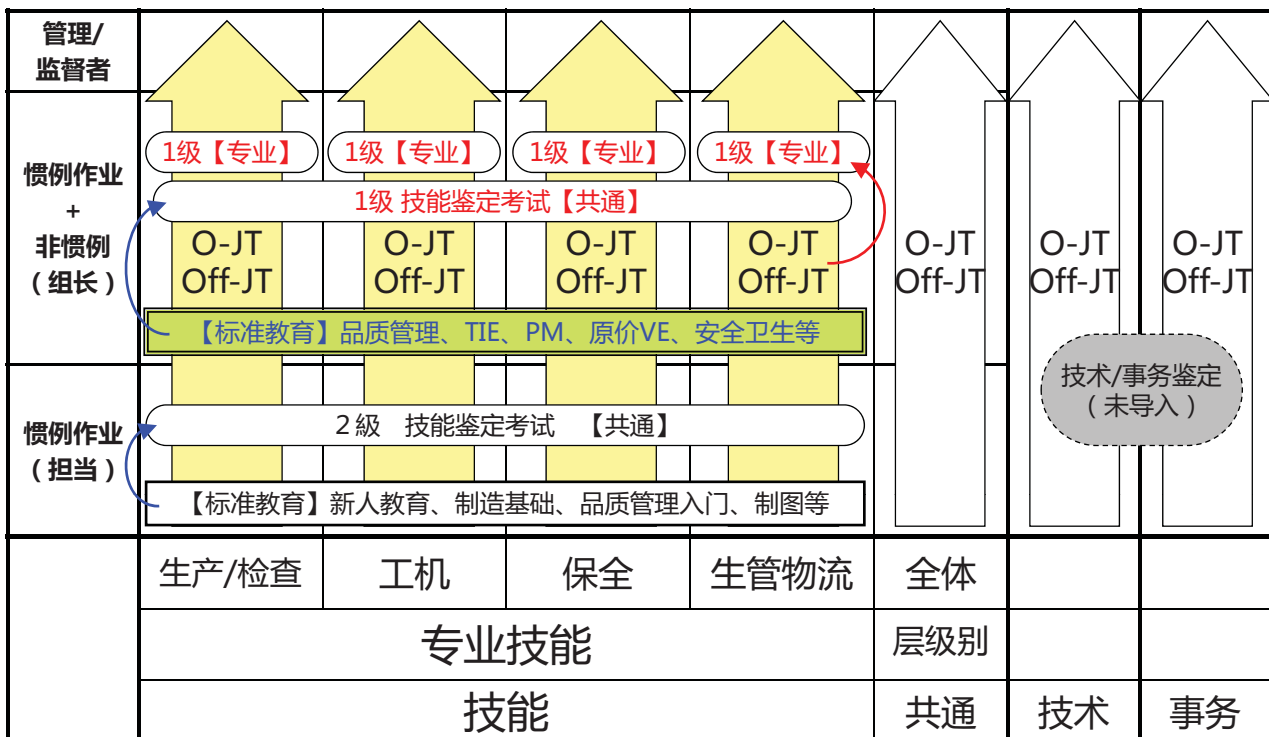 管理/
监督者
1级【专业】
1级【专业】
1级【专业】
1级【专业】
1级 技能鉴定考试【共通】
惯例作业
+
非惯例
（组长）
O-JT
Off-JT
O-JT
Off-JT
O-JT
Off-JT
O-JT
Off-JT
O-JT
Off-JT
O-JT
Off-JT
O-JT
Off-JT
【标准教育】品质管理、TIE、PM、原价VE、安全卫生等
技术/事务鉴定
（未导入）
惯例作业
（担当）
２級　技能鉴定考试　【共通】
【标准教育】新人教育、制造基础、品质管理入门、制图等
生产/检查
工机
保全
生管物流
全体
专业技能
层级别
技能
共通
技术
事务